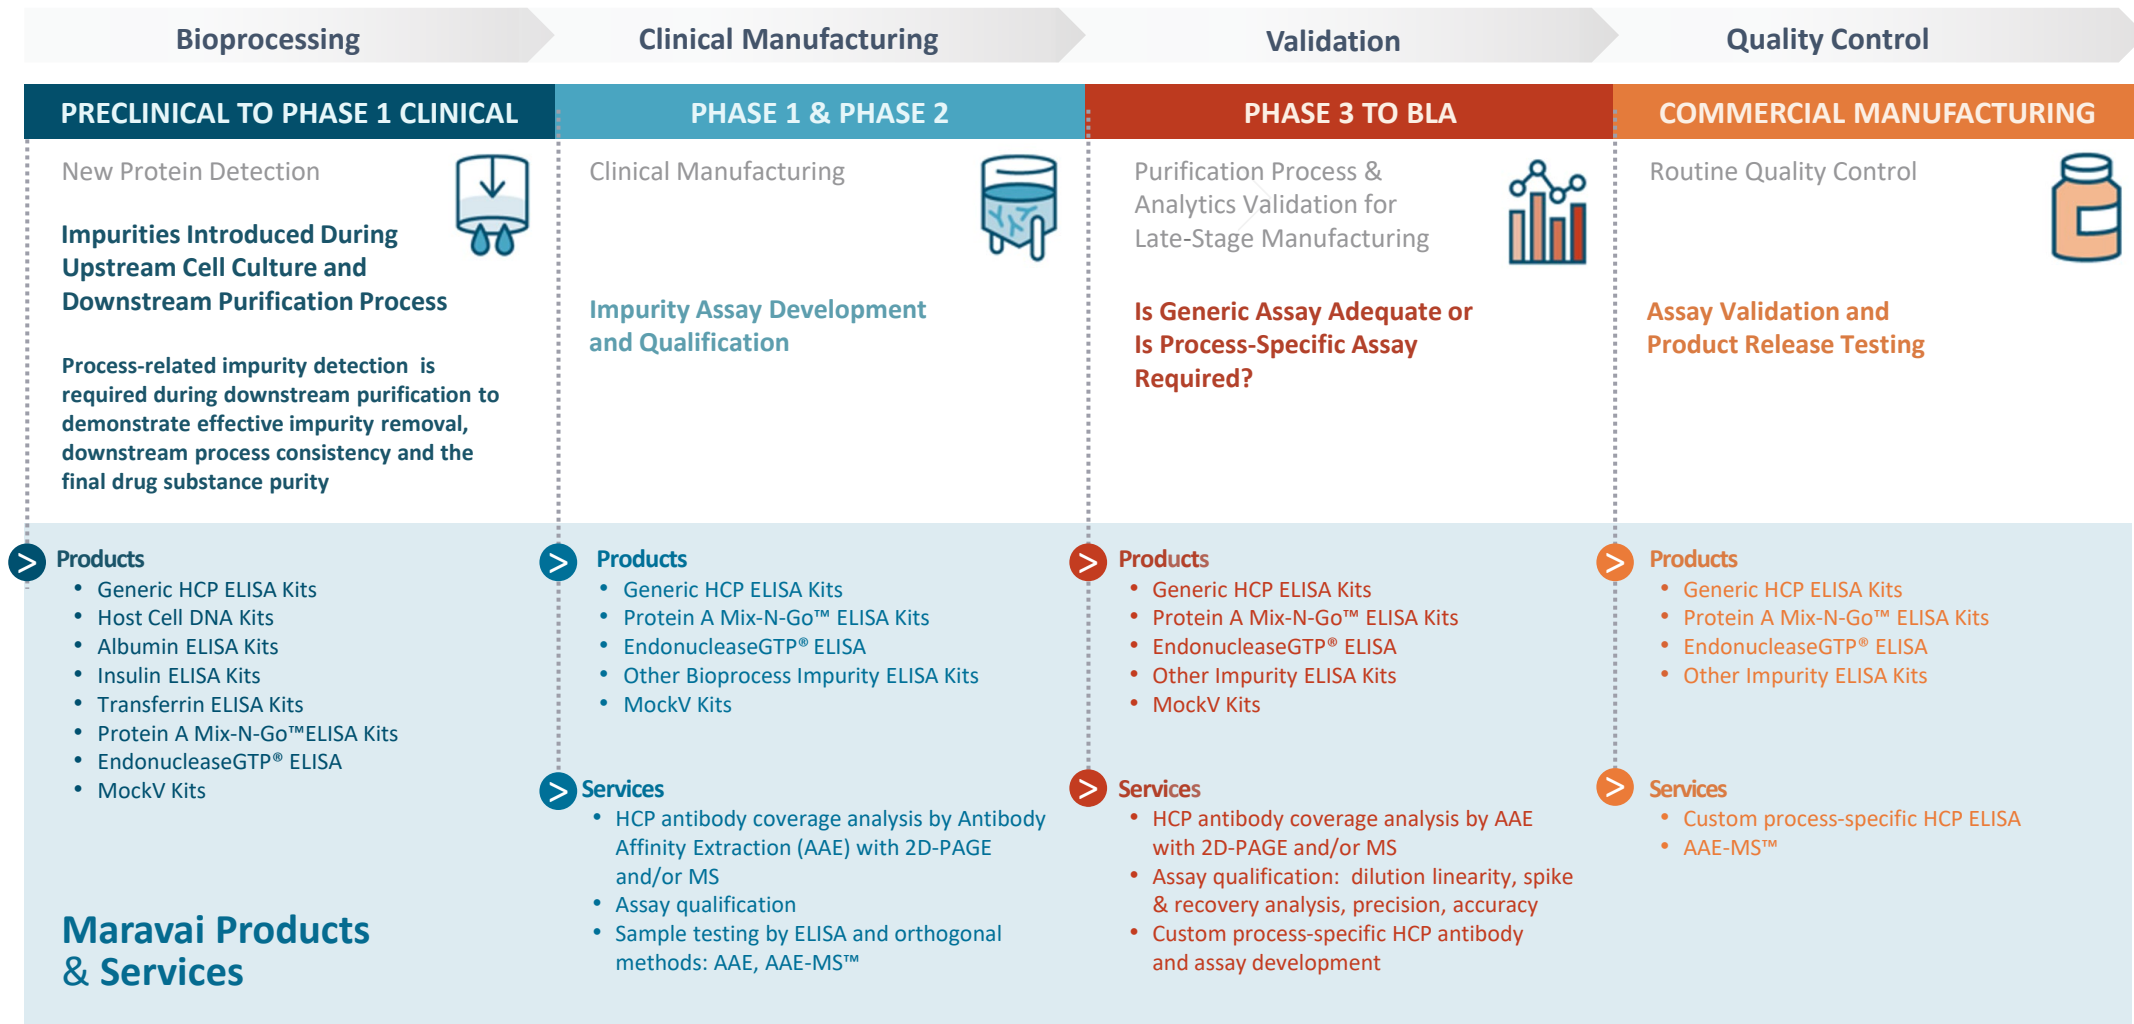 Bioprocessing
Clinical Manufacturing
Validation
Quality Control
PRECLINICAL TO PHASE 1 CLINICAL
PHASE 1 & PHASE 2
PHASE 3 TO BLA
COMMERCIAL MANUFACTURING
New Protein Detection
Impurities Introduced During
Upstream Cell Culture and
Downstream Purification Process
Process-related impurity detection is
required during downstream purification to
demonstrate effective impurity removal,
downstream process consistency and the
final drug substance purity
Clinical Manufacturing
Impurity Assay Development
and Qualification
Purification Process &
Analytics Validation for
Late-Stage Manufacturing
Is Generic Assay Adequate or
Is Process-Specific Assay
Required?
Routine Quality Control
Assay Validation and
Product Release Testing
> Products
• Generic HCP ELISA Kits
• Host Cell DNA Kits
• Albumin ELISA Kits
• Insulin ELISA Kits
• Transferrin ELISA Kits
• Protein A Mix-N-Go™ELISA Kits
• EndonucleaseGTP® ELISA
• MockV Kits
Maravai Products
& Services
> Products
• Generic HCP ELISA Kits
• Protein A Mix-N-Go™ ELISA Kits
• EndonucleaseGTP® ELISA
• Other Bioprocess Impurity ELISA Kits
• MockV Kits
> Services
• HCP antibody coverage analysis by Antibody
Affinity Extraction (AAE) with 2D-PAGE
and/or MS
• Assay qualification
• Sample testing by ELISA and orthogonal
methods: AAE, AAE-MS™
> Products
• Generic HCP ELISA Kits
• Protein A Mix-N-Go™ ELISA Kits
• EndonucleaseGTP® ELISA
• Other Impurity ELISA Kits
• MockV Kits
> Services
• HCP antibody coverage analysis by AAE
with 2D-PAGE and/or MS
• Assay qualification: dilution linearity, spike
& recovery analysis, precision, accuracy
• Custom process-specific HCP antibody
and assay development
> Products
• Generic HCP ELISA Kits
• Protein A Mix-N-Go™ ELISA Kits
• EndonucleaseGTP® ELISA
• Other Impurity ELISA Kits
> Services
• Custom process-specific HCP ELISA
• AAE-MS™